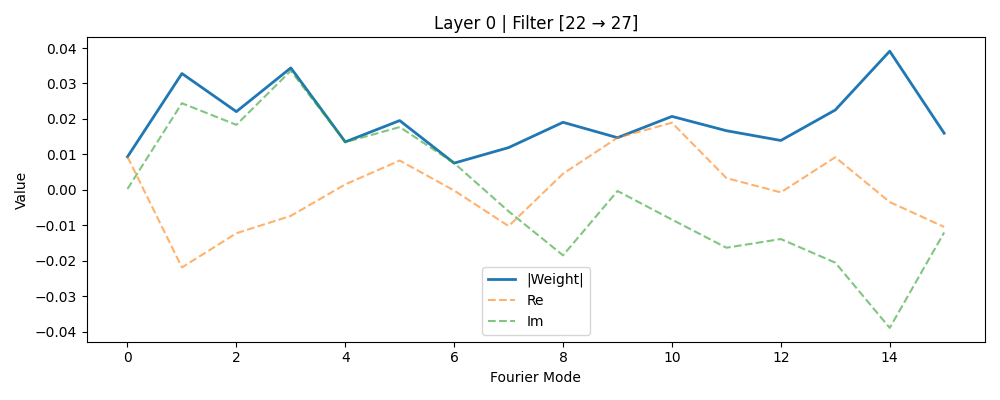 Layer 0 | Filter [22 → 27]
Value
0.04
0.03
0.02
0.01
0.00
−0.01
−0.02
−0.03
−0.04
|Weight|
Re
Im
0 2 4 6 8 10 12 14
Fourier Mode